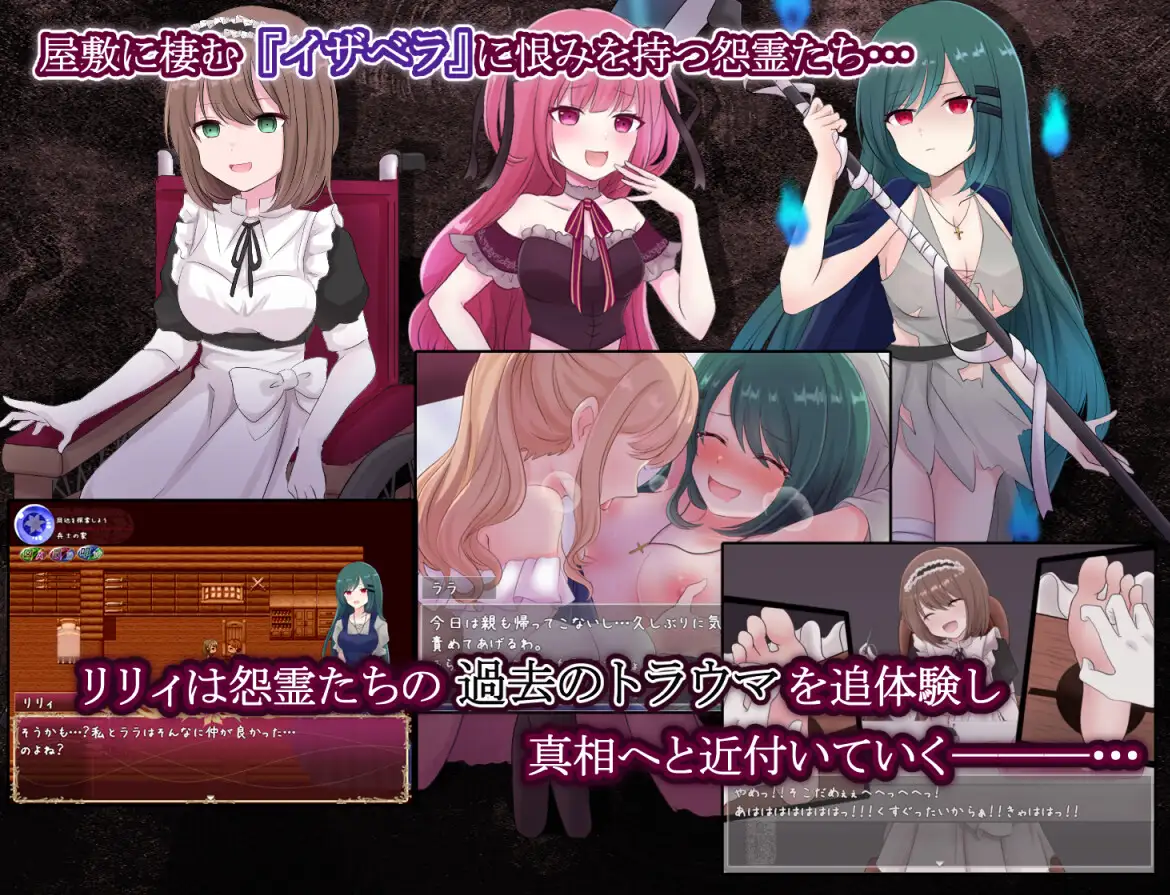 屋敷に棲む『イザベラ』に恨みを持つ怨霊たち…
周辺を探索しよう
兵士の家
ララ
今日は親も帰ってこないし…久しぶりに気
責めてあげるわ。
リリィは怨霊たちの過去のトラウマを追体験し
真相へと近付いていく―――…
リリィ
そうかも…?私とララはそんなに仲が良かった…
のよね?
やめっ!!そこだめぇぇへへっへへっ!
あははははははっ!!!くすぐったいからぁ!!きゃははっ!!